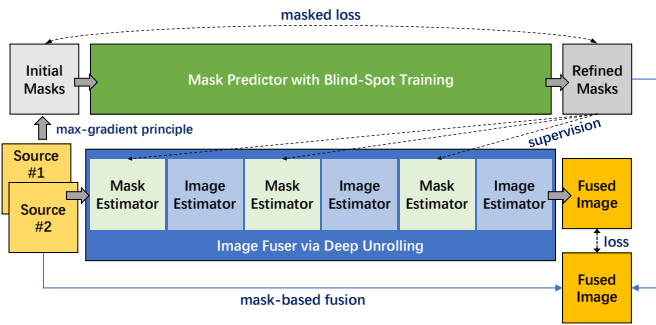 masked loss
Initial
Masks
Mask Predictor with Blind-Spot Training
Refined
Masks
max-gradient principle
supervision
Source
#1
Source
#2
Mask
Estimator
Image
Estimator
Mask
Estimator
Image
Estimator
Mask
Estimator
Image
Estimator
Fused
Image
Image Fuser via Deep Unrolling
loss
Fused
Image
mask-based fusion